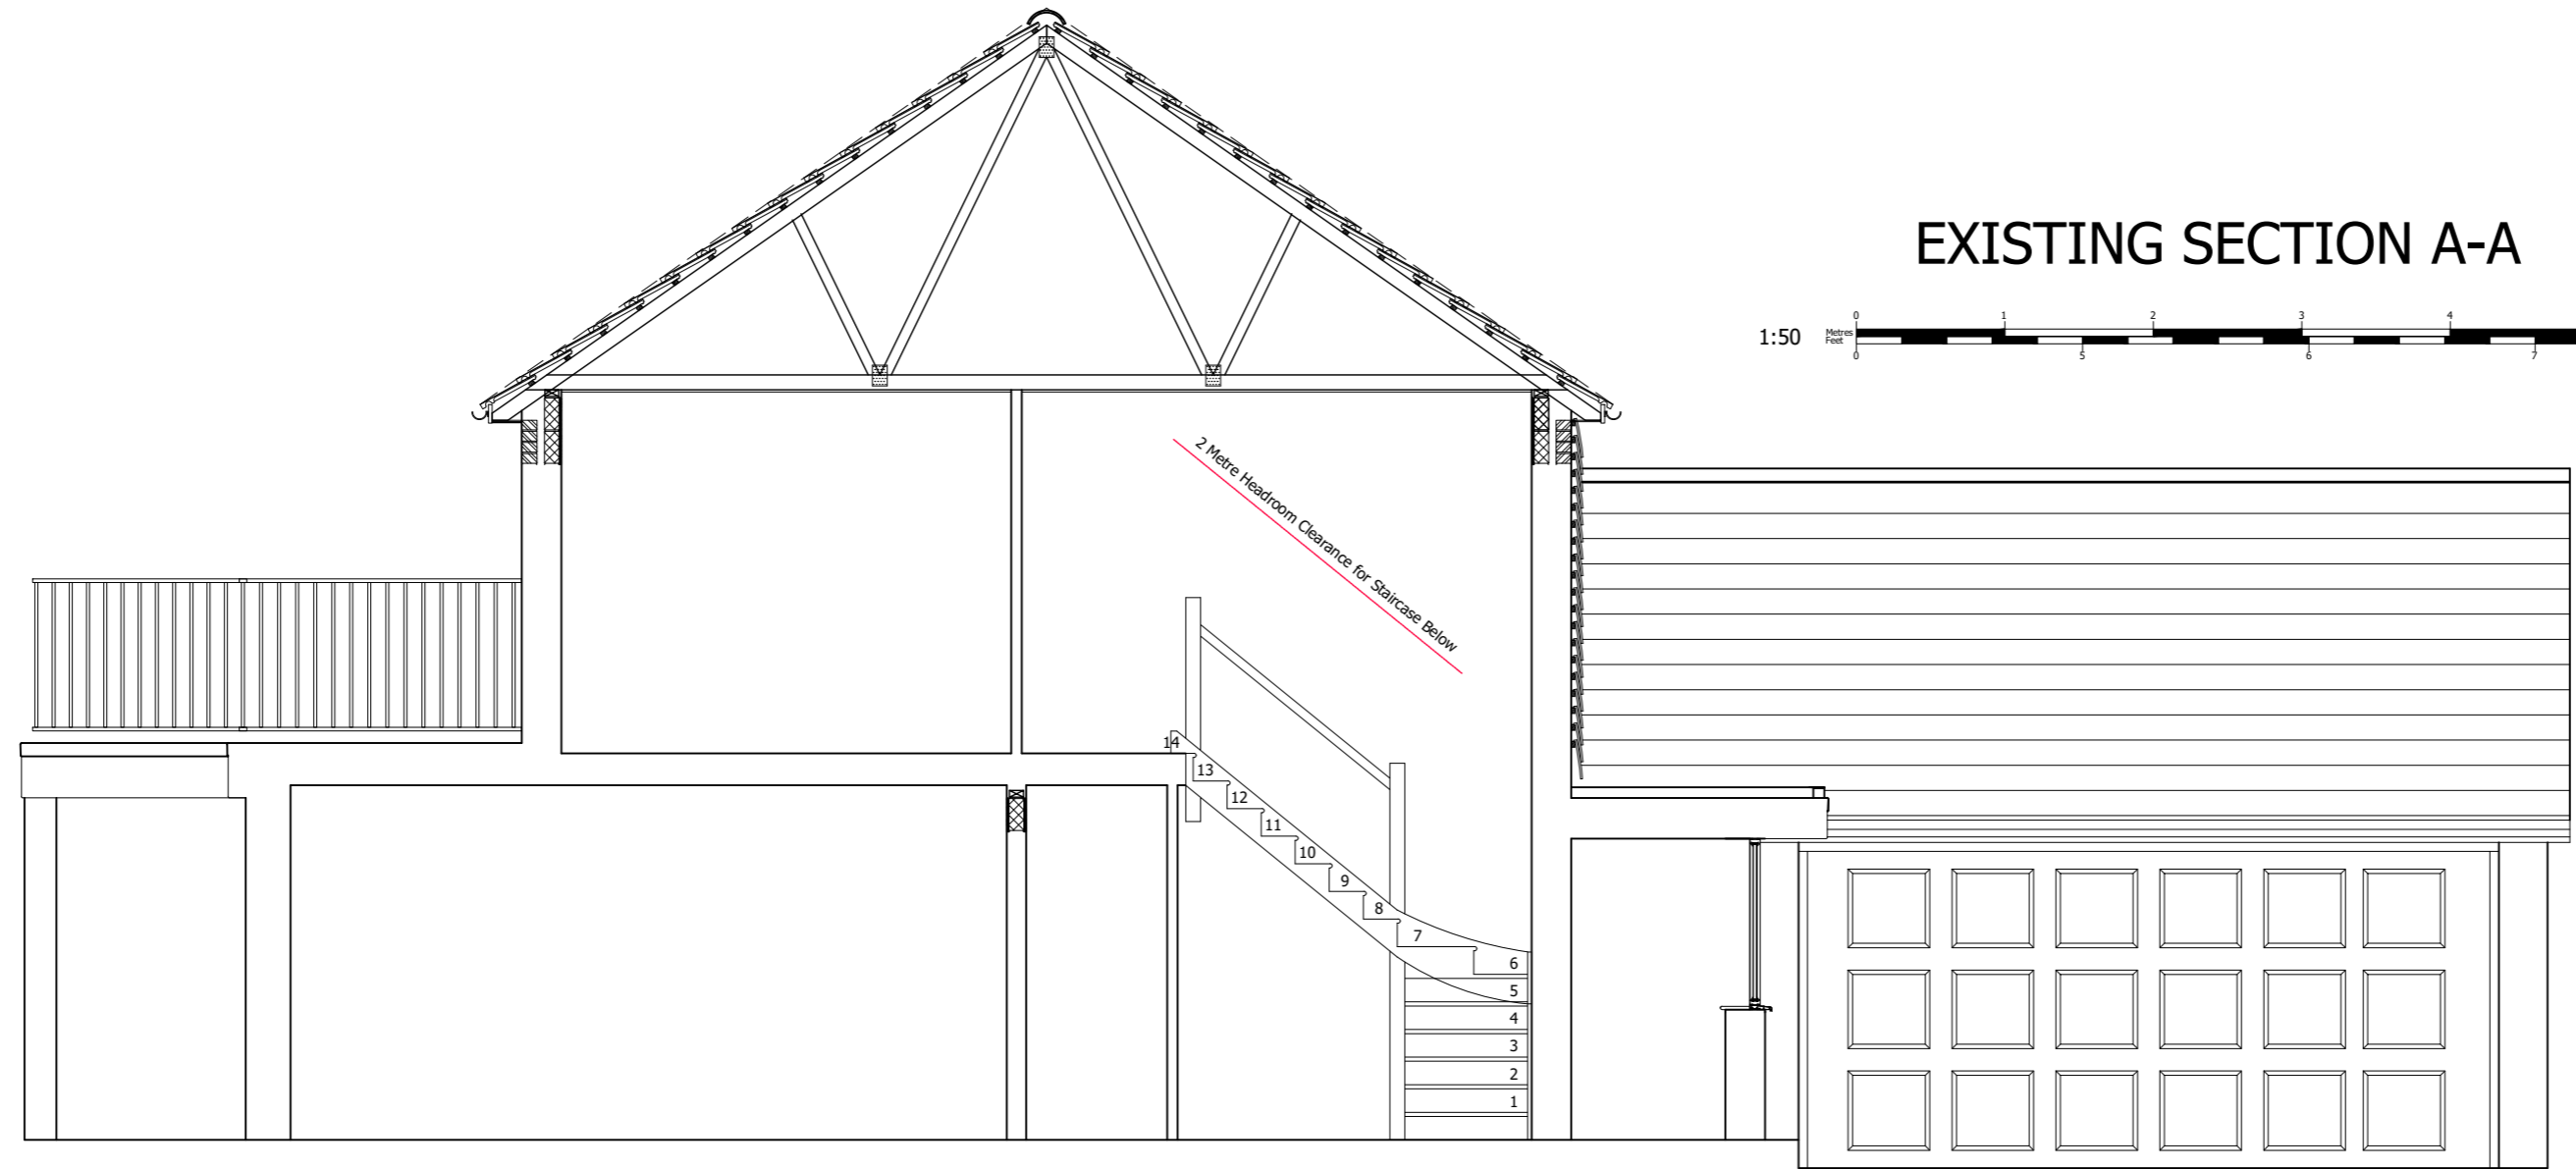 EXISTING SECTION A-A
1:50
Metres
Feet
0 1 2 3 4
0 5 6 7
2 Metre Headroom Clearance for Staircase Below
14
13
12
11
10
9
8
7
6
5
4
3
2
1